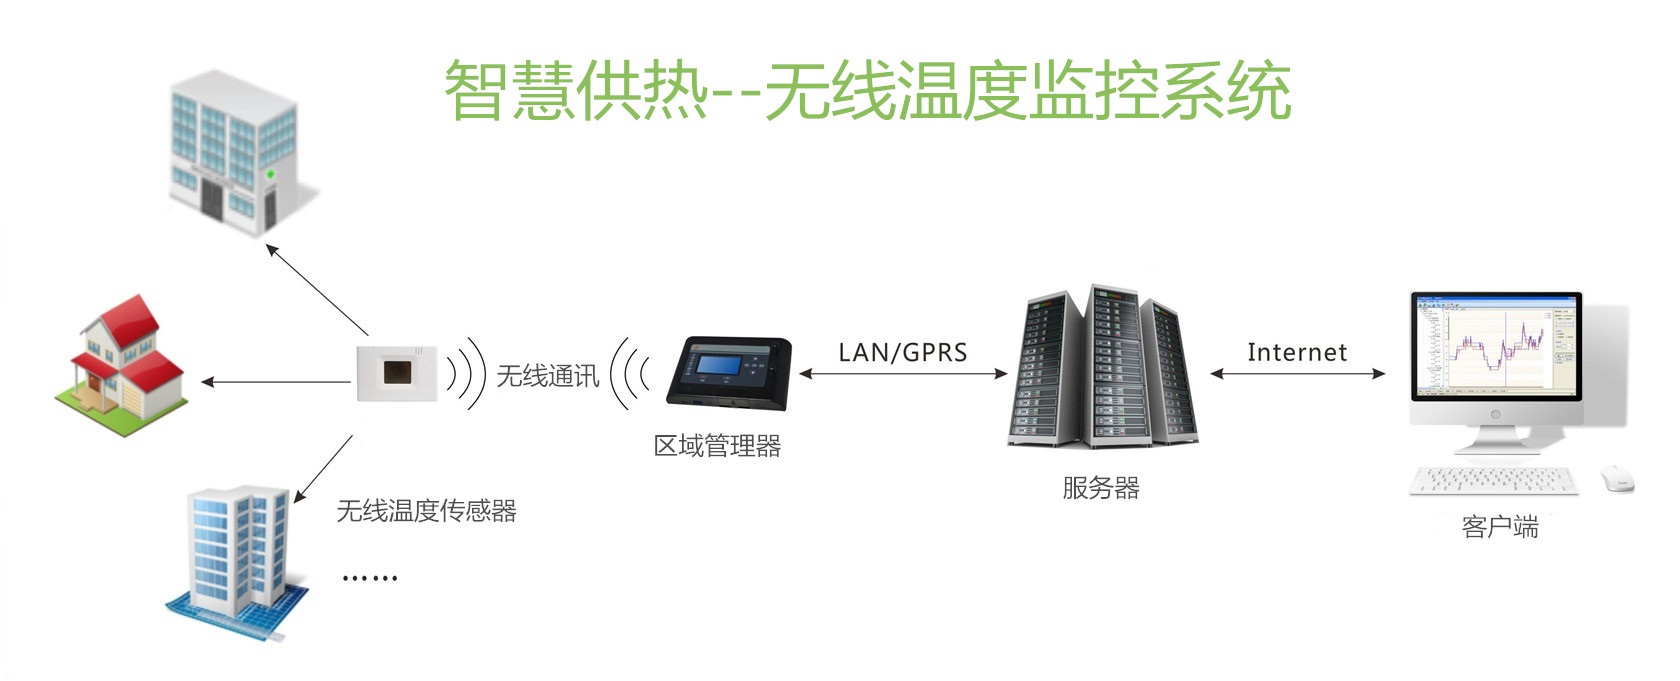 智慧供热--无线温度监控系统
无线通讯
LAN/GPRS
Internet
区域管理器
服务器
无线温度传感器
客户端
……